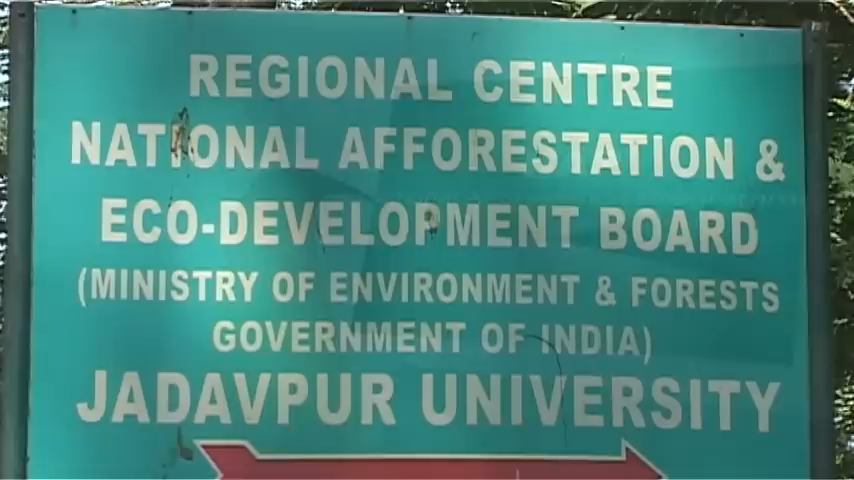 REGIONAL CENTRE
NATIONAL AFFORESTATION &
ECO-DEVELOPMENT BOARD
(MINISTRY OF ENVIRONMENT & FORESTS
GOVERNMENT OF INDIA)
JADAVPUR UNIVERSITY